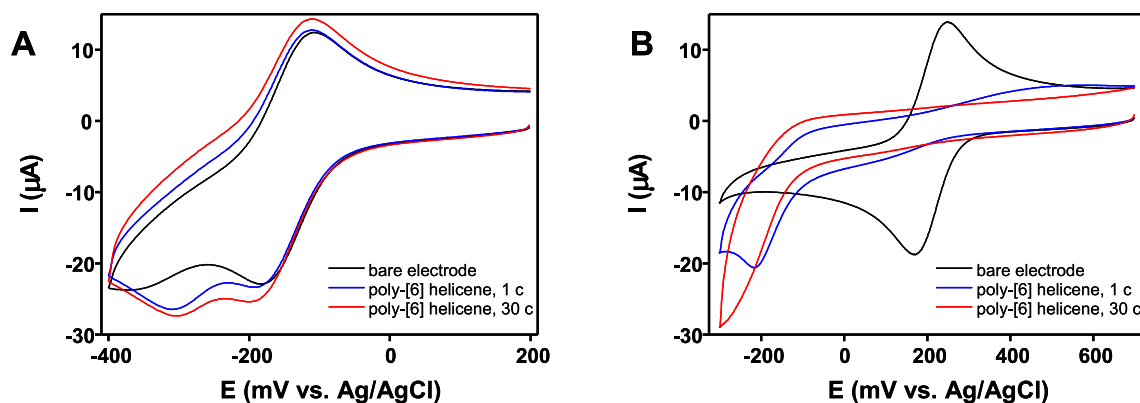 A
10
0
-10
-20
-30
I (µA)
bare electrode
poly-[6] helicene, 1 c
poly-[6] helicene, 30 c
-400
-200
0
200
E (mV vs. Ag/AgCl)
B
10
0
-10
-20
-30
I (µA)
bare electrode
poly-[6] helicene, 1 c
poly-[6] helicene, 30 c
-200
0
200
400
600
E (mV vs. Ag/AgCl)